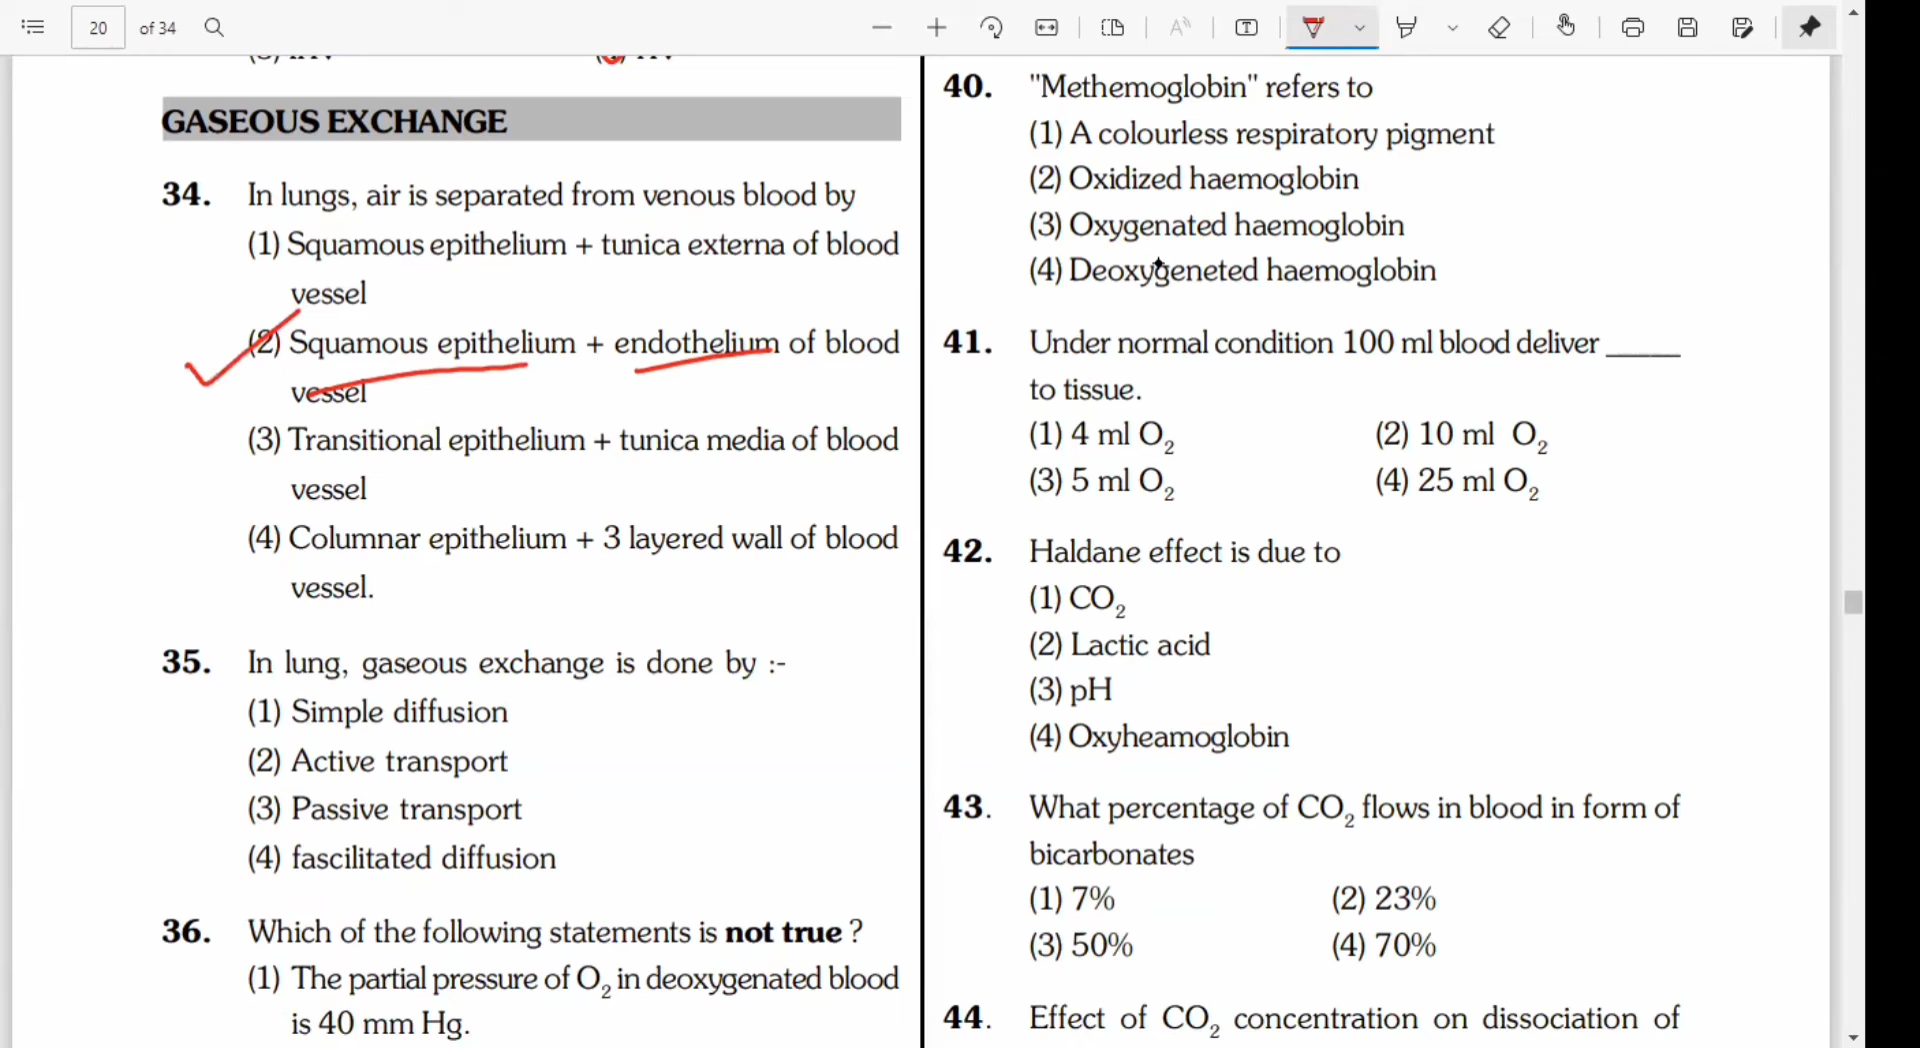 20 of 34
GASEOUS EXCHANGE
34. In lungs, air is separated from venous blood by
(1) Squamous epithelium + tunica externa of blood
vessel
(2) Squamous epithelium + endothelium of blood
vessel
(3) Transitional epithelium + tunica media of blood
vessel
(4) Columnar epithelium + 3 layered wall of blood
vessel.
35. In lung, gaseous exchange is done by :-
(1) Simple diffusion
(2) Active transport
(3) Passive transport
(4) fascilitated diffusion
36. Which of the following statements is not true ?
(1) The partial pressure of O₂ in deoxygenated blood
is 40 mm Hg.
40. "Methemoglobin" refers to
(1) A colourless respiratory pigment
(2) Oxidized haemoglobin
(3) Oxygenated haemoglobin
(4) Deoxygeneted haemoglobin
41. Under normal condition 100 ml blood deliver _____
to tissue.
(1) 4 ml O₂ (2) 10 ml O₂
(3) 5 ml O₂ (4) 25 ml O₂
42. Haldane effect is due to
(1) CO₂
(2) Lactic acid
(3) pH
(4) Oxyheamoglobin
43. What percentage of CO₂ flows in blood in form of
bicarbonates
(1) 7% (2) 23%
(3) 50% (4) 70%
44. Effect of CO₂ concentration on dissociation of